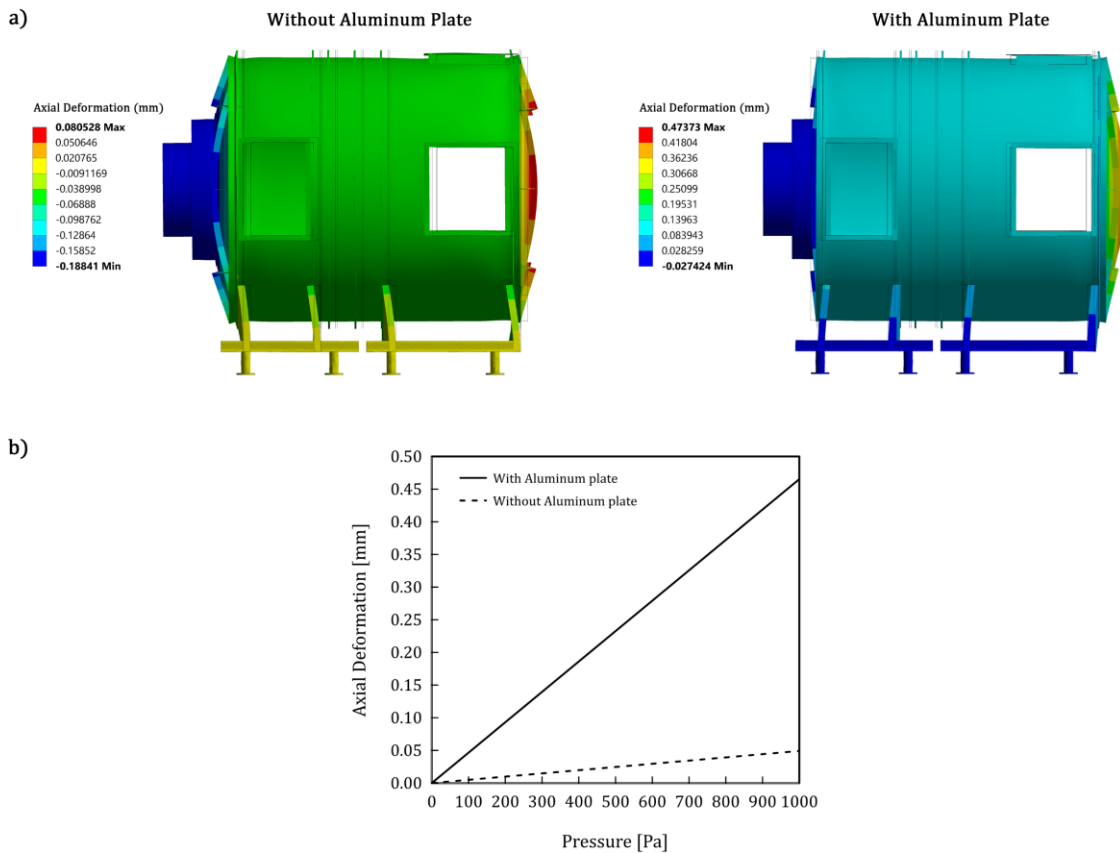 a)
Without Aluminum Plate
With Aluminum Plate
Axial Deformation (mm)
0.080528 Max
0.050646
0.020765
-0.0091169
-0.038998
-0.06888
-0.098762
-0.12864
-0.15852
-0.18841 Min
Axial Deformation (mm)
0.47373 Max
0.41804
0.36236
0.30668
0.25099
0.19531
0.13963
0.083943
0.028259
-0.027424 Min
b)
0.50
0.45
0.40
0.35
0.30
0.25
0.20
0.15
0.10
0.05
0.00
Axial Deformation [mm]
With Aluminum plate
Without Aluminum plate
0 100 200 300 400 500 600 700 800 900 1000
Pressure [Pa]